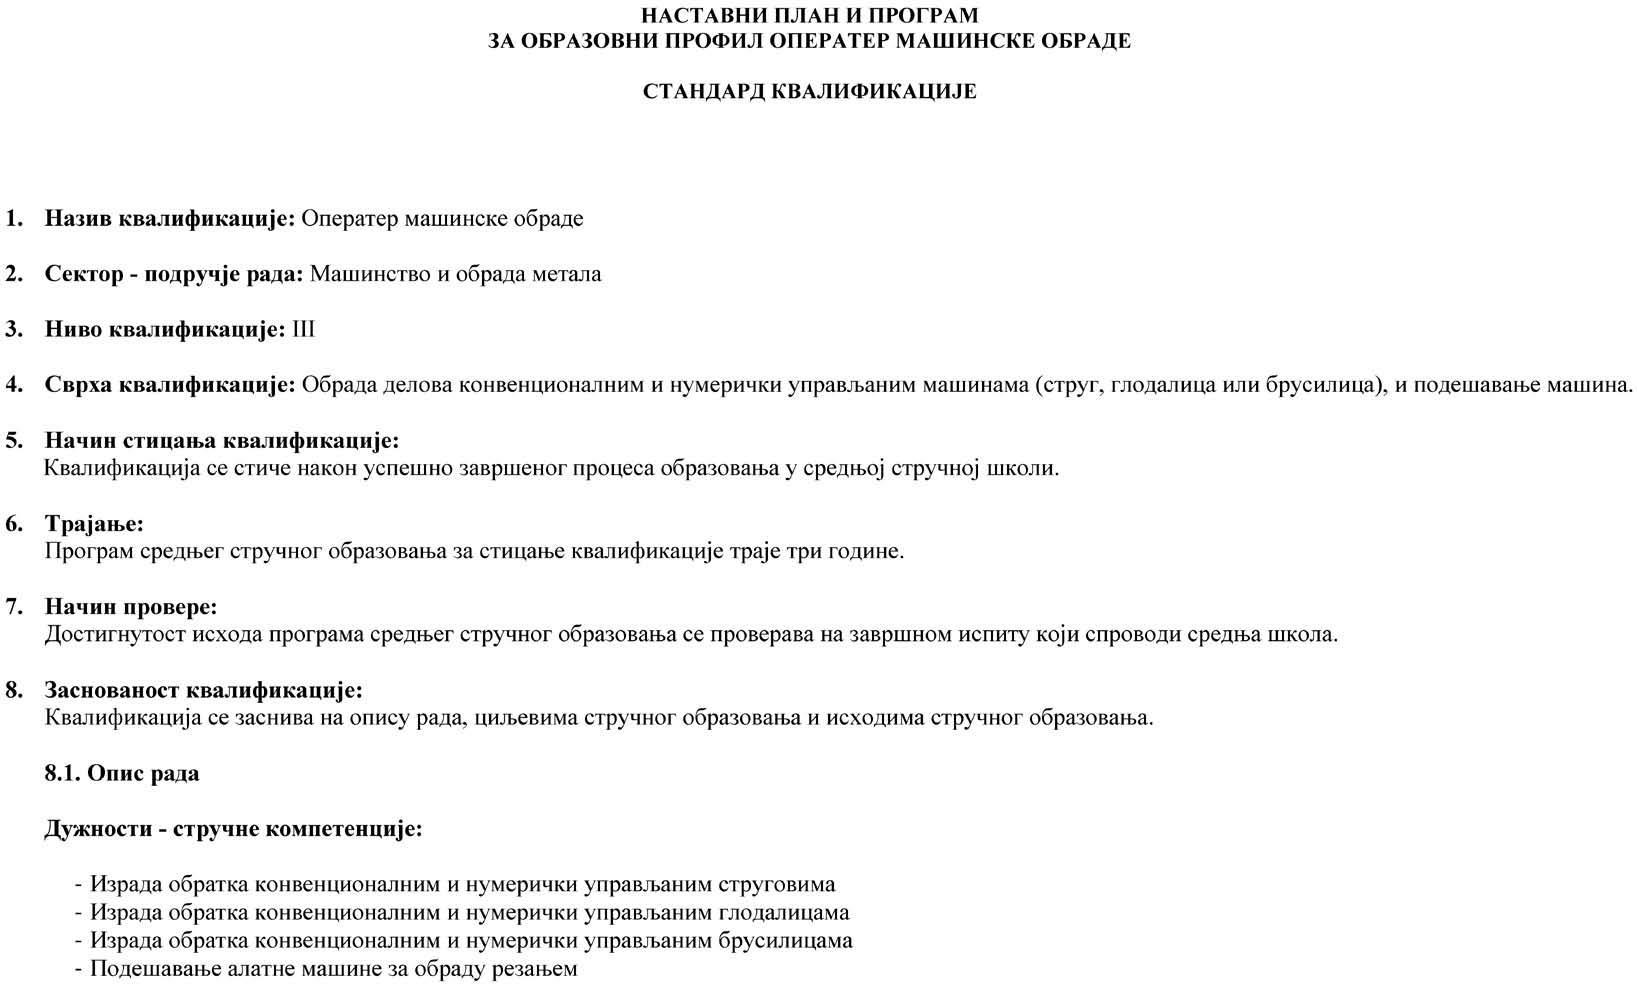 НАСТАВНИ ПЛАН И ПРОГРАМ
ЗА ОБРАЗОВНИ ПРОФИЛ ОПЕРАТЕР МАШИНСКЕ ОБРАДЕ
СТАНДАРД КВАЛИФИКАЦИЈЕ
1. Назив квалификације: Оператер машинске обраде
2. Сектор - подручје рада: Машинство и обрада метала
3. Ниво квалификације: III
4. Сврха квалификације: Обрада делова конвенционалним и нумерички управљаним машинама (струг, глодалица или брусилица), и подешавање машина.
5. Начин стицања квалификације:
Квалификација се стиче након успешно завршеног процеса образовања у средњој стручној школи.
6. Трајање:
Програм средњег стручног образовања за стицање квалификације траје три године.
7. Начин провере:
Достигнутост исхода програма средњег стручног образовања се проверава на завршном испиту који спроводи средња школа.
8. Заснованост квалификације:
Квалификација се заснива на опису рада, циљевима стручног образовања и исходима стручног образовања.
8.1. Опис рада
Дужности - стручне компетенције:
- Израда обратка конвенционалним и нумерички управљаним струговима
- Израда обратка конвенционалним и нумерички управљаним глодалицама
- Израда обратка конвенционалним и нумерички управљаним брусилицама
- Подешавање алатне машине за обраду резањем